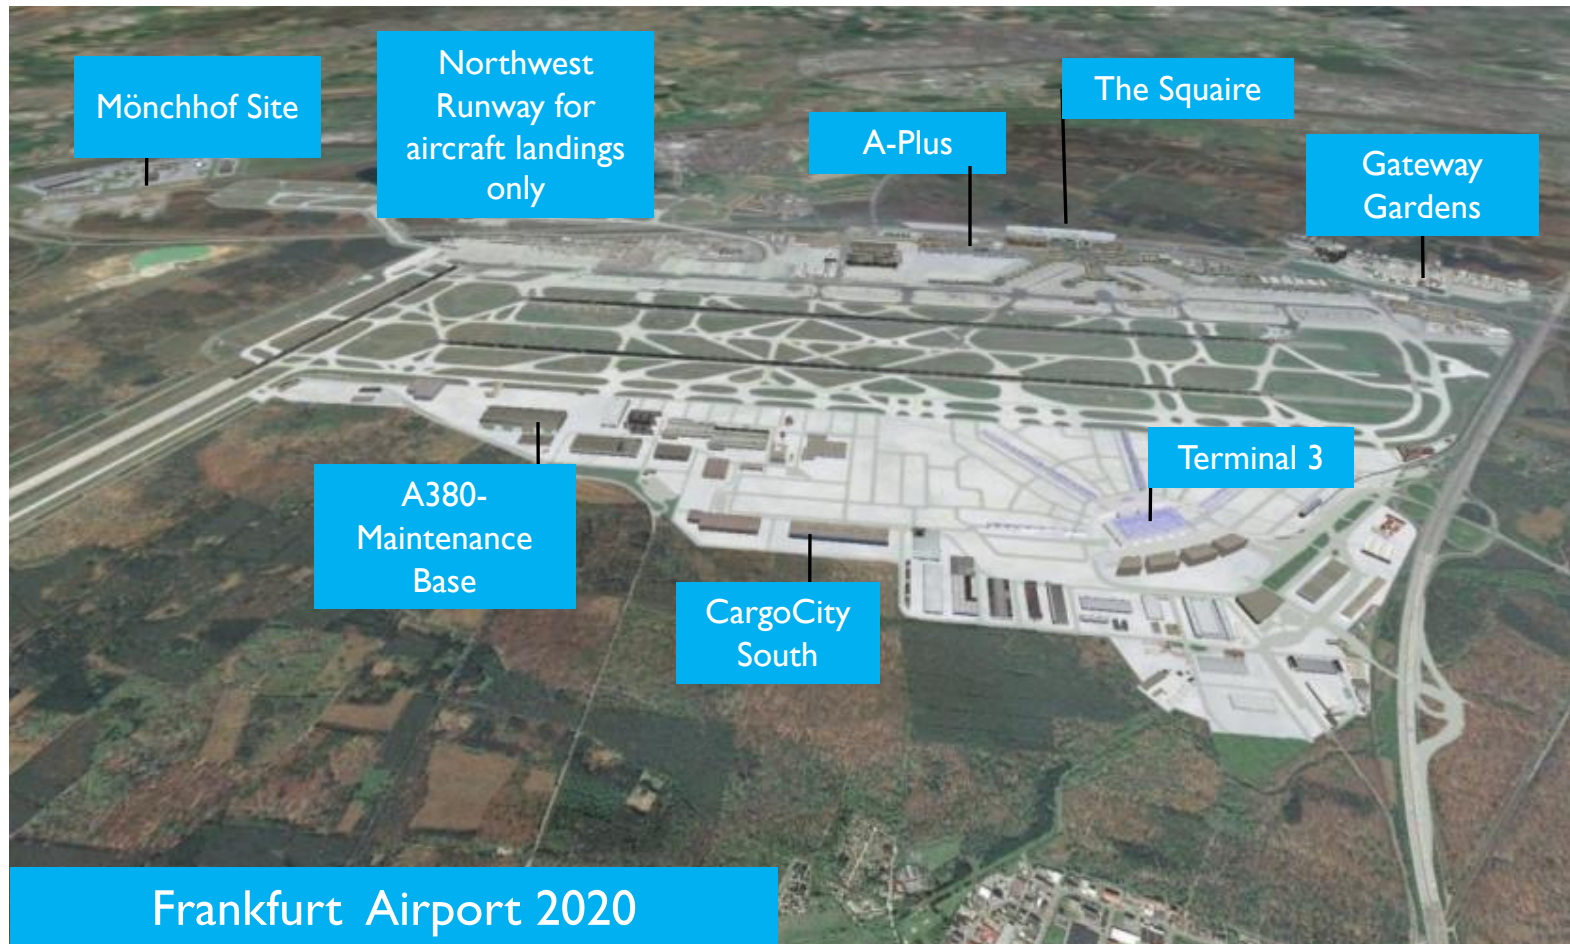 Mönchhof Site
Northwest
Runway for
aircraft landings
only
A-Plus
The Squaire
Gateway
Gardens
Terminal 3
A380-
Maintenance
Base
CargoCity
South
Frankfurt Airport 2020